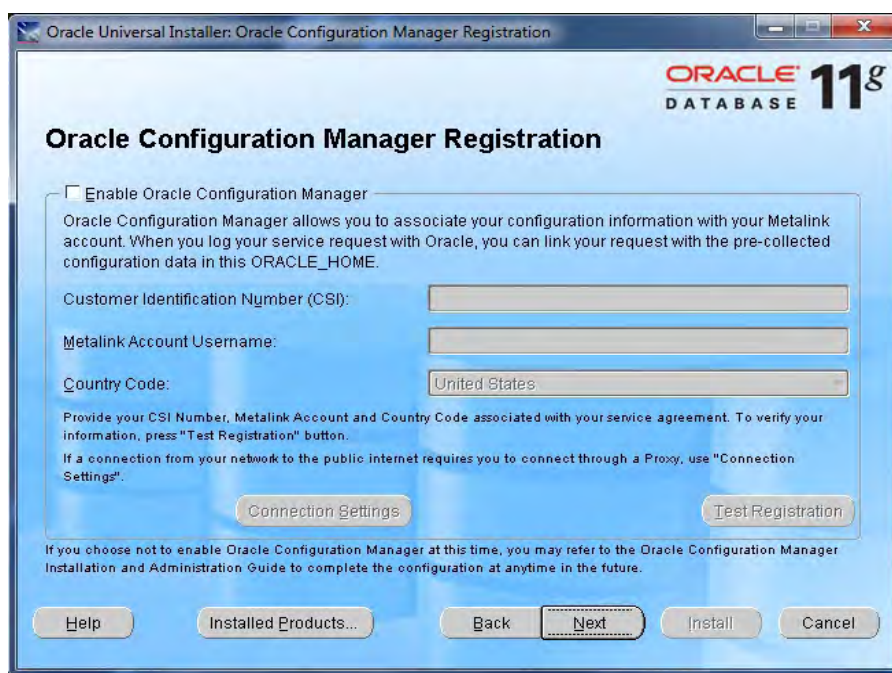 Oracle Universal Installer: Oracle Configuration Manager Registration
ORACLE 11g
DATABASE
Oracle Configuration Manager Registration
Enable Oracle Configuration Manager
Oracle Configuration Manager allows you to associate your configuration information with your Metalink
account. When you log your service request with Oracle, you can link your request with the pre-collected
configuration data in this ORACLE_HOME.
Customer Identification Number (CSI):
Metalink Account Username:
Country Code: United States
Provide your CSI Number, Metalink Account and Country Code associated with your service agreement. To verify your
information, press "Test Registration" button.
If a connection from your network to the public internet requires you to connect through a Proxy, use "Connection
Settings".
Connection Settings Test Registration
If you choose not to enable Oracle Configuration Manager at this time, you may refer to the Oracle Configuration Manager
Installation and Administration Guide to complete the configuration at anytime in the future.
Help Installed Products... Back Next Install Cancel